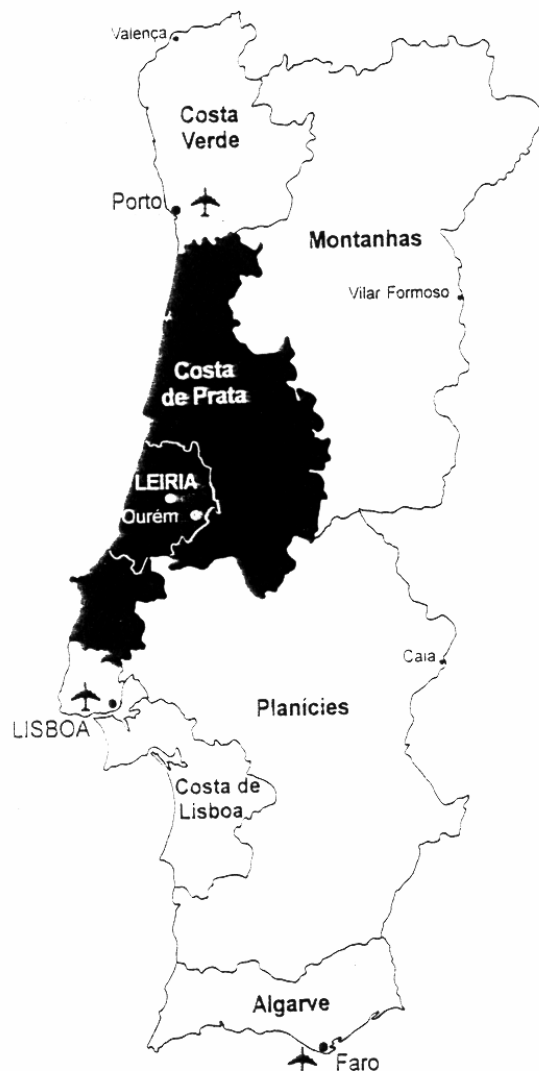 Valença
Costa
Verde
Porto
Montanhas
Vilar Formoso
Costa
de Prata
LEIRIA
Ourém
Caia
Planícies
LISBOA
Costa de
Lisboa
Algarve
Faro